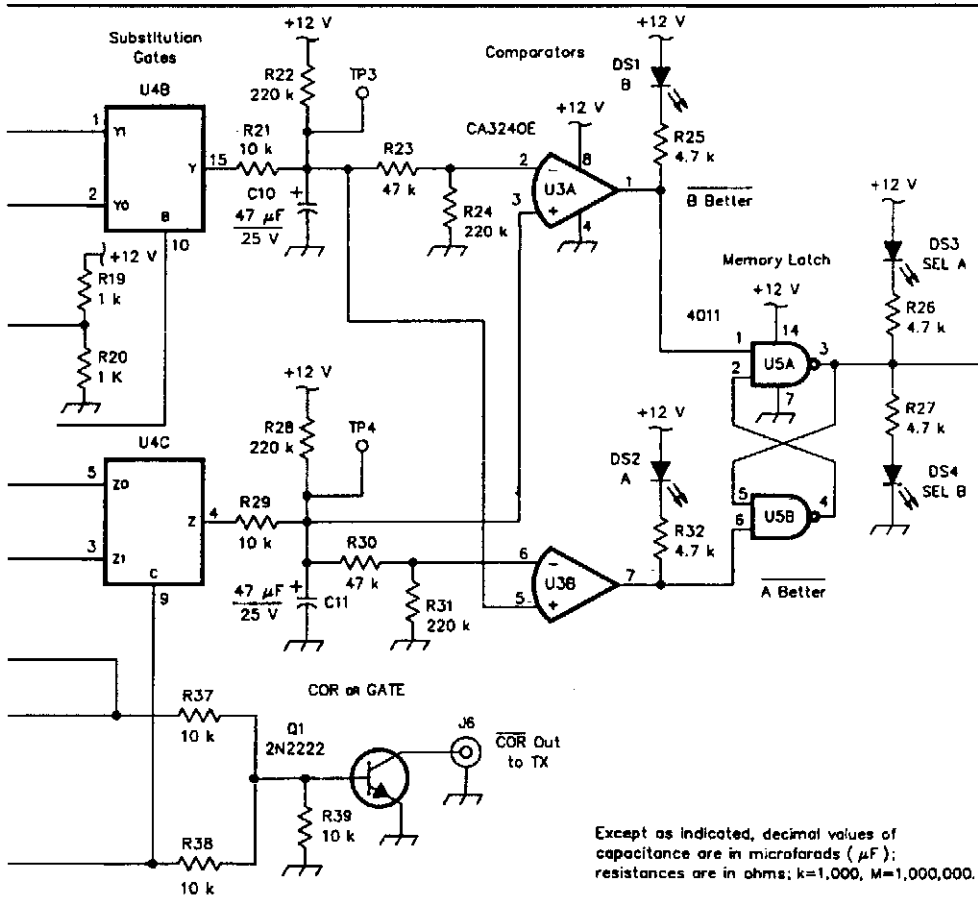 +12 V
+12 V
Substitution
Gates
U4B
R22
220 k
TP3
Comparators
DS1
B
+12 V
1
Y1
R21
10 k
CA3240E
R25
4.7 k
15
Y
R23
47 k
2
−
8
U3A
1
+12 V
2
Y0
C10
+
47 µF
25 V
R24
220 k
3
+
4
B Better
B
10
DS3
SEL A
+12 V
R19
1 k
Memory Latch
+12 V
R26
4.7 k
4011
14
R20
1 K
+12 V
1
U5A
3
2
+12 V
7
R27
4.7 k
U4C
R28
220 k
TP4
DS2
A
DS4
SEL B
5
Z0
5
U5B
4
4
Z
R29
10 k
R32
4.7 k
6
3
Z1
R30
47 k
6
−
U3B
7
C
9
+
47 µF
25 V
C11
R31
220 k
5
+
A Better
COR or GATE
R37
10 k
Q1
2N2222
J6
COR Out
to TX
R39
10 k
R38
10 k
Except as indicated, decimal values of
capacitance are in microfarads ( µF);
resistances are in ohms; k=1,000, M=1,000,000.